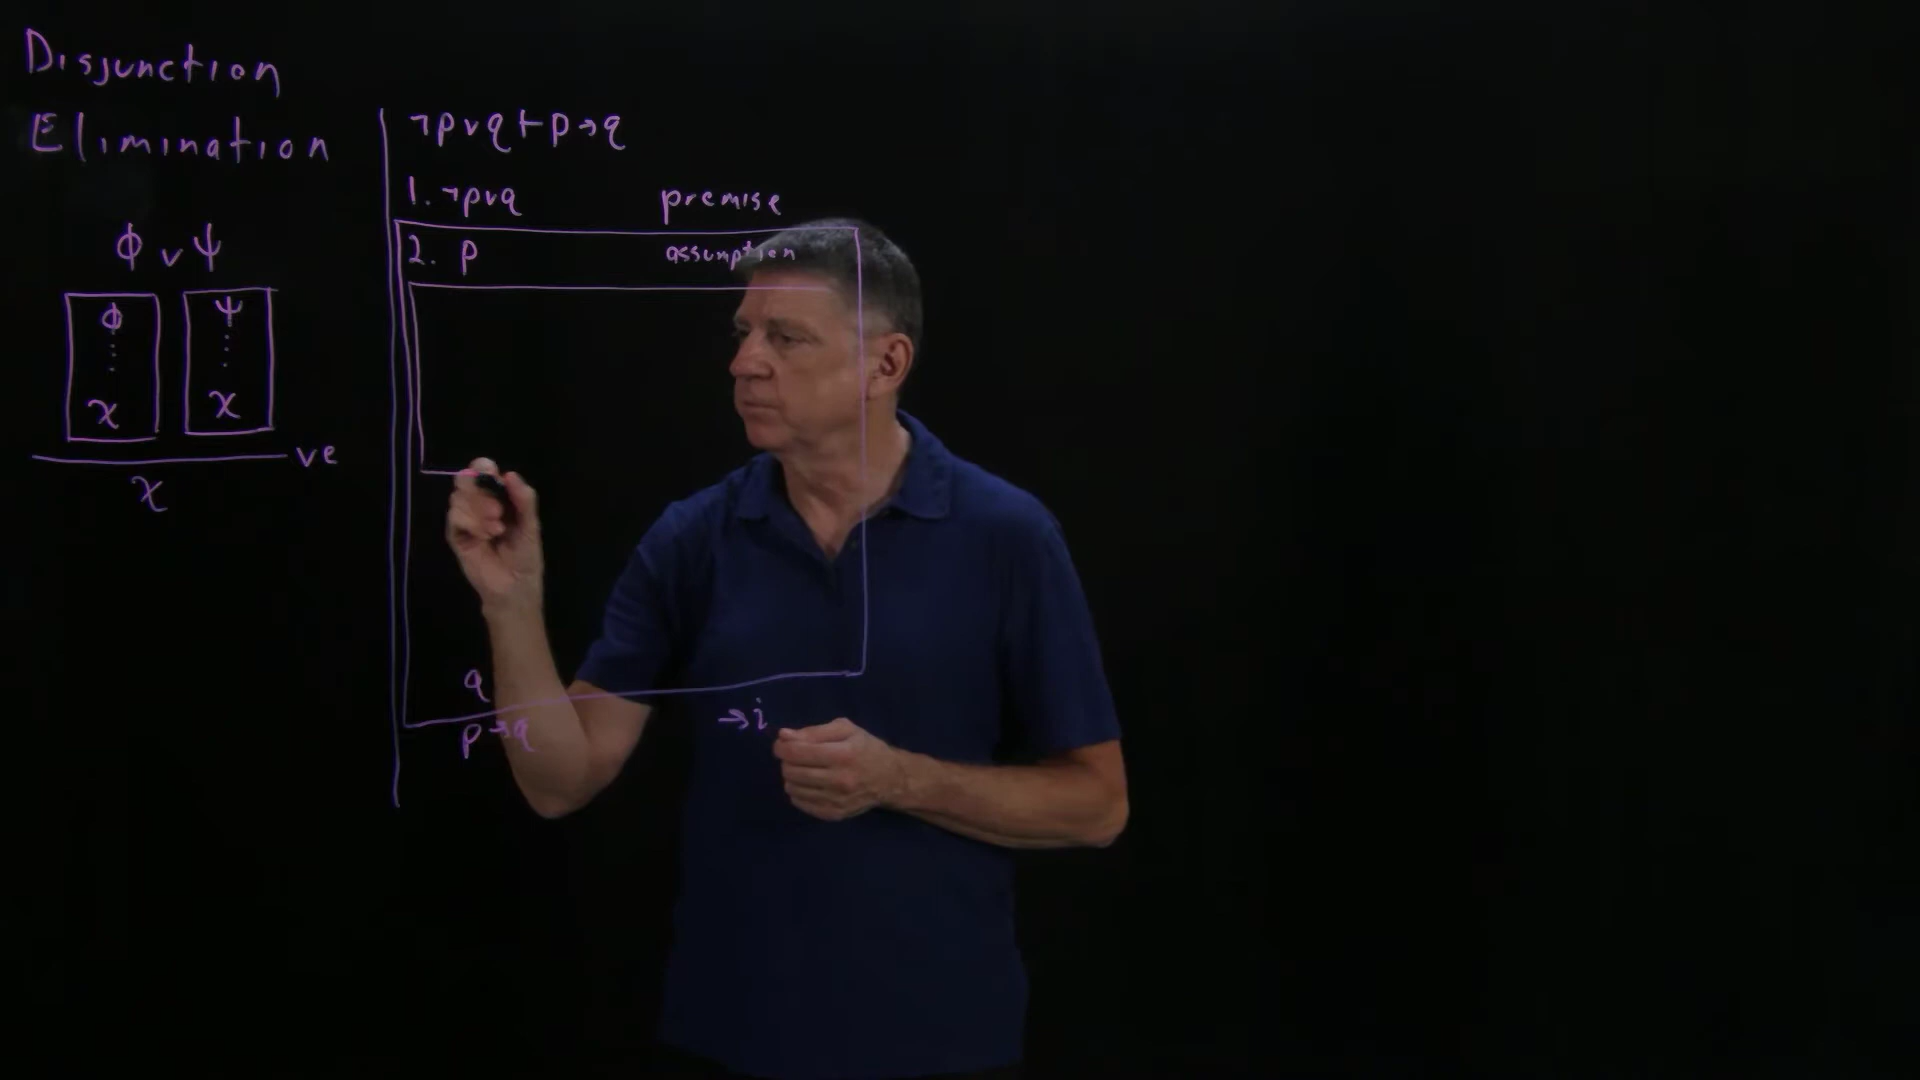 Disjunction
Elimination
Φ ∨ Ψ
Φ Ψ
⋮ ⋮
χ χ
∨e
χ
¬p∨q ⊢ p→q
1. ¬p∨q premise
2. p assumption
q
p→q →i